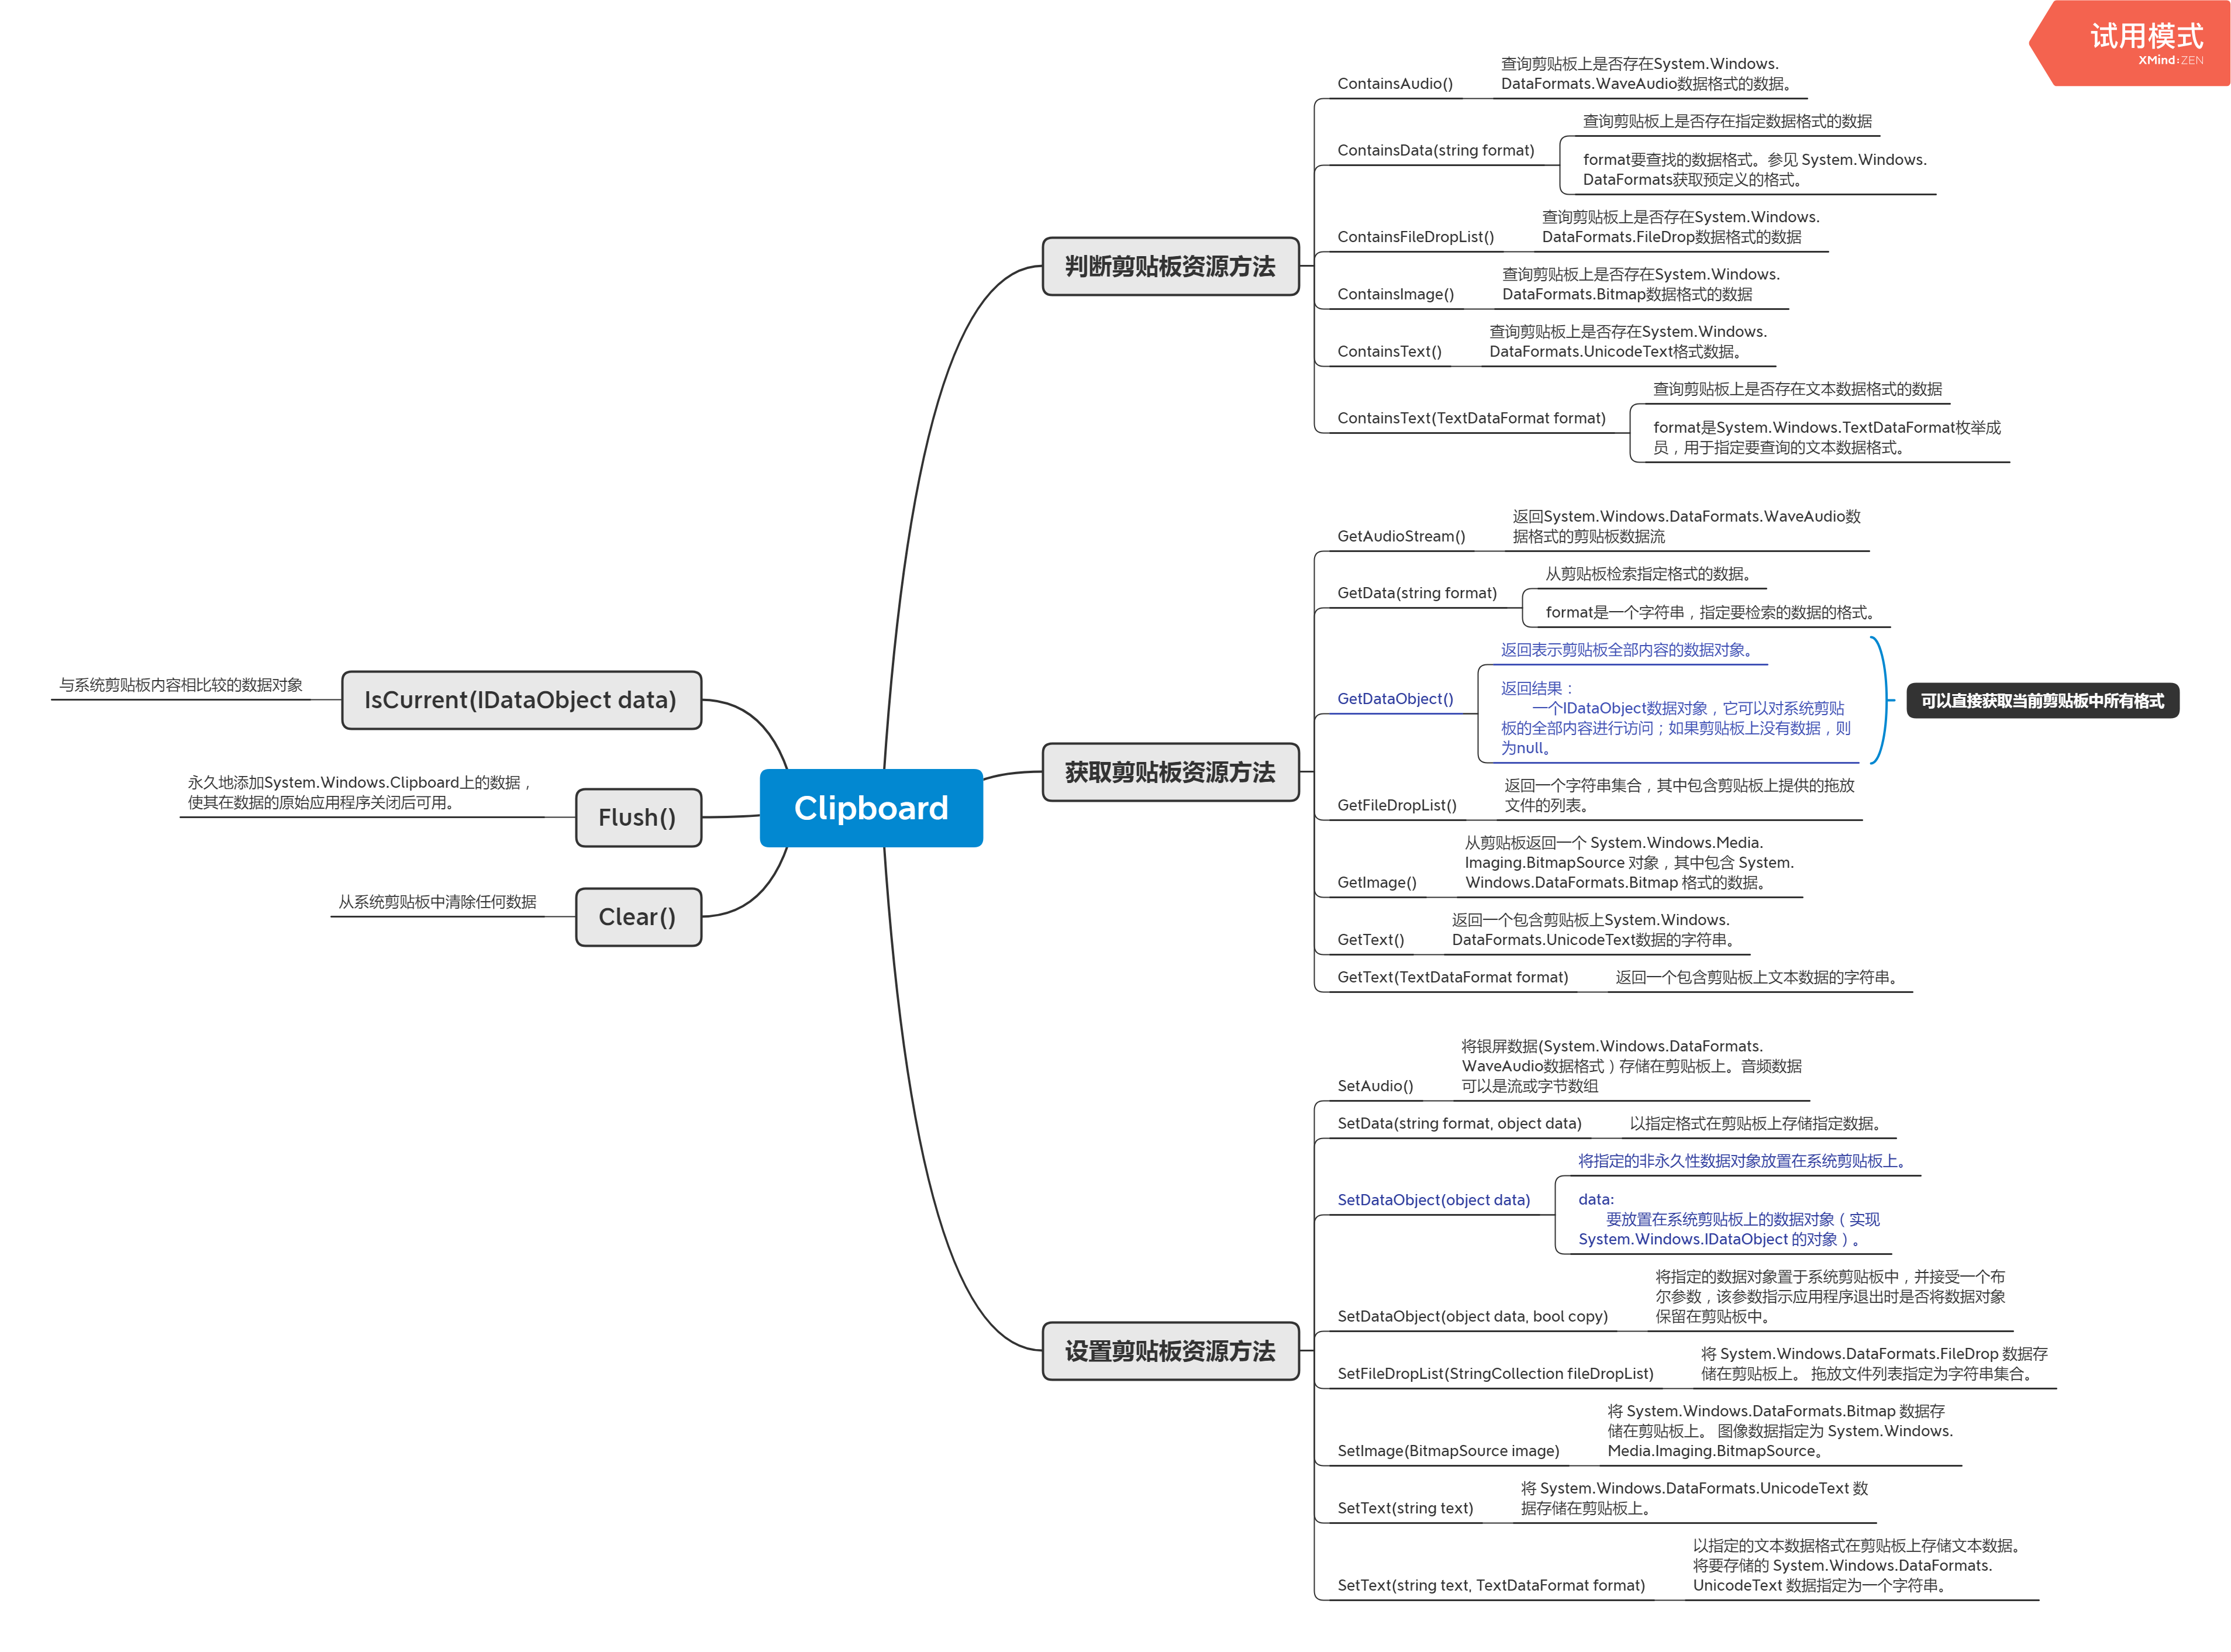 试用模式
XMind:ZEN
Clipboard
判断剪贴板资源方法
ContainsAudio()
查询剪贴板上是否存在System.Windows.
DataFormats.WaveAudio数据格式的数据。
ContainsData(string format)
查询剪贴板上是否存在指定数据格式的数据
format要查找的数据格式。参见 System.Windows.
DataFormats获取预定义的格式。
ContainsFileDropList()
查询剪贴板上是否存在System.Windows.
DataFormats.FileDrop数据格式的数据
ContainsImage()
查询剪贴板上是否存在System.Windows.
DataFormats.Bitmap数据格式的数据
ContainsText()
查询剪贴板上是否存在System.Windows.
DataFormats.UnicodeText格式数据。
ContainsText(TextDataFormat format)
查询剪贴板上是否存在文本数据格式的数据
format是System.Windows.TextDataFormat枚举成
员，用于指定要查询的文本数据格式。
获取剪贴板资源方法
GetAudioStream()
返回System.Windows.DataFormats.WaveAudio数
据格式的剪贴板数据流
GetData(string format)
从剪贴板检索指定格式的数据。
format是一个字符串，指定要检索的数据的格式。
GetDataObject()
返回表示剪贴板全部内容的数据对象。
返回结果：
一个IDataObject数据对象，它可以对系统剪贴
板的全部内容进行访问；如果剪贴板上没有数据，则
为null。
可以直接获取当前剪贴板中所有格式
GetFileDropList()
返回一个字符串集合，其中包含剪贴板上提供的拖放
文件的列表。
GetImage()
从剪贴板返回一个 System.Windows.Media.
Imaging.BitmapSource 对象，其中包含 System.
Windows.DataFormats.Bitmap 格式的数据。
GetText()
返回一个包含剪贴板上System.Windows.
DataFormats.UnicodeText数据的字符串。
GetText(TextDataFormat format)
返回一个包含剪贴板上文本数据的字符串。
设置剪贴板资源方法
SetAudio()
将银屏数据(System.Windows.DataFormats.
WaveAudio数据格式）存储在剪贴板上。音频数据
可以是流或字节数组
SetData(string format, object data)
以指定格式在剪贴板上存储指定数据。
SetDataObject(object data)
将指定的非永久性数据对象放置在系统剪贴板上。
data:
要放置在系统剪贴板上的数据对象（实现
System.Windows.IDataObject 的对象）。
SetDataObject(object data, bool copy)
将指定的数据对象置于系统剪贴板中，并接受一个布
尔参数，该参数指示应用程序退出时是否将数据对象
保留在剪贴板中。
SetFileDropList(StringCollection fileDropList)
将 System.Windows.DataFormats.FileDrop 数据存
储在剪贴板上。 拖放文件列表指定为字符串集合。
SetImage(BitmapSource image)
将 System.Windows.DataFormats.Bitmap 数据存
储在剪贴板上。 图像数据指定为 System.Windows.
Media.Imaging.BitmapSource。
SetText(string text)
将 System.Windows.DataFormats.UnicodeText 数
据存储在剪贴板上。
SetText(string text, TextDataFormat format)
以指定的文本数据格式在剪贴板上存储文本数据。
将要存储的 System.Windows.DataFormats.
UnicodeText 数据指定为一个字符串。
IsCurrent(IDataObject data)
与系统剪贴板内容相比较的数据对象
Flush()
永久地添加System.Windows.Clipboard上的数据，
使其在数据的原始应用程序关闭后可用。
Clear()
从系统剪贴板中清除任何数据